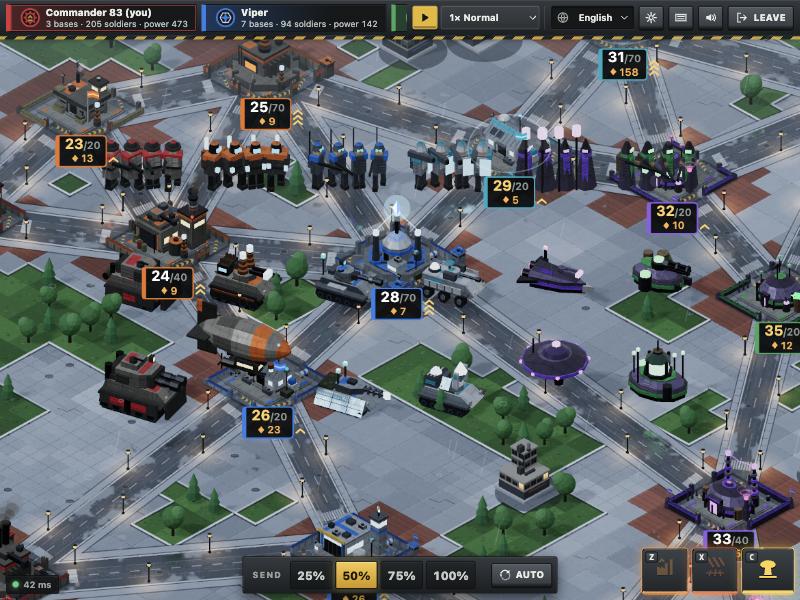 Commander 83 (you)
3 bases · 205 soldiers · power 473
Viper
7 bases · 94 soldiers · power 142
1x Normal
English
LEAVE
31/70
158
25/70
9
23/20
13
29/20
5
32/20
10
24/40
9
28/70
7
35/20
12
26/20
23
33/40
Z
X
C
SEND
25%
50%
75%
100%
AUTO
42 ms
26